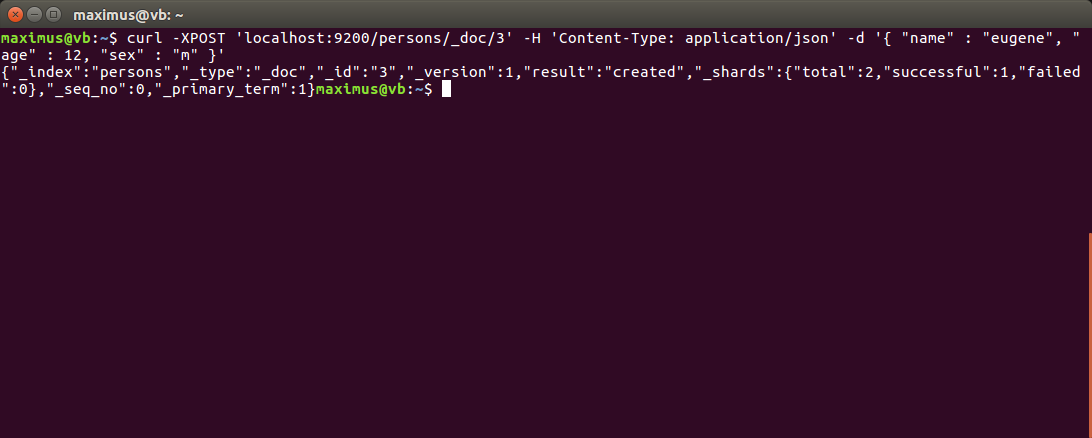 maximus@vb: ~
maximus@vb:~$ curl -XPOST 'localhost:9200/persons/_doc/3' -H 'Content-Type: application/json' -d '{ "name" : "eugene", "
age" : 12, "sex" : "m" }'
{"_index":"persons","_type":"_doc","_id":"3","_version":1,"result":"created","_shards":{"total":2,"successful":1,"failed
":0},"_seq_no":0,"_primary_term":1}maximus@vb:~$